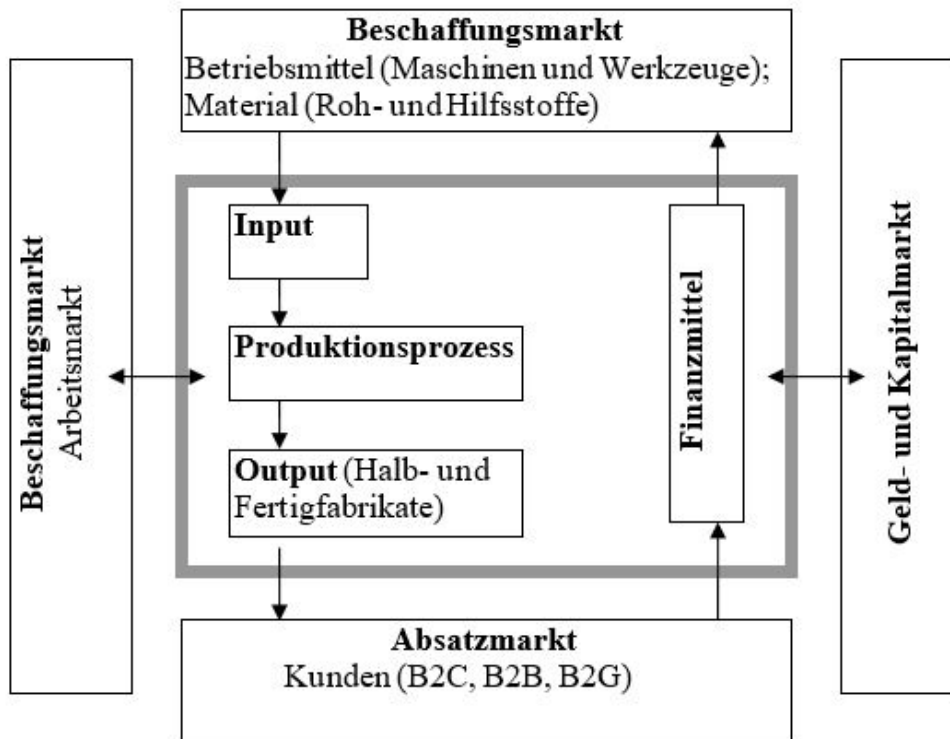 Beschaffungsmarkt
Betriebsmittel (Maschinen und Werkzeuge);
Material (Roh- und Hilfsstoffe)
Beschaffungsmarkt
Arbeitsmarkt
Input
Produktionsprozess
Output (Halb- und
Fertigfabrikate)
Finanzmittel
Geld- und Kapitalmarkt
Absatzmarkt
Kunden (B2C, B2B, B2G)